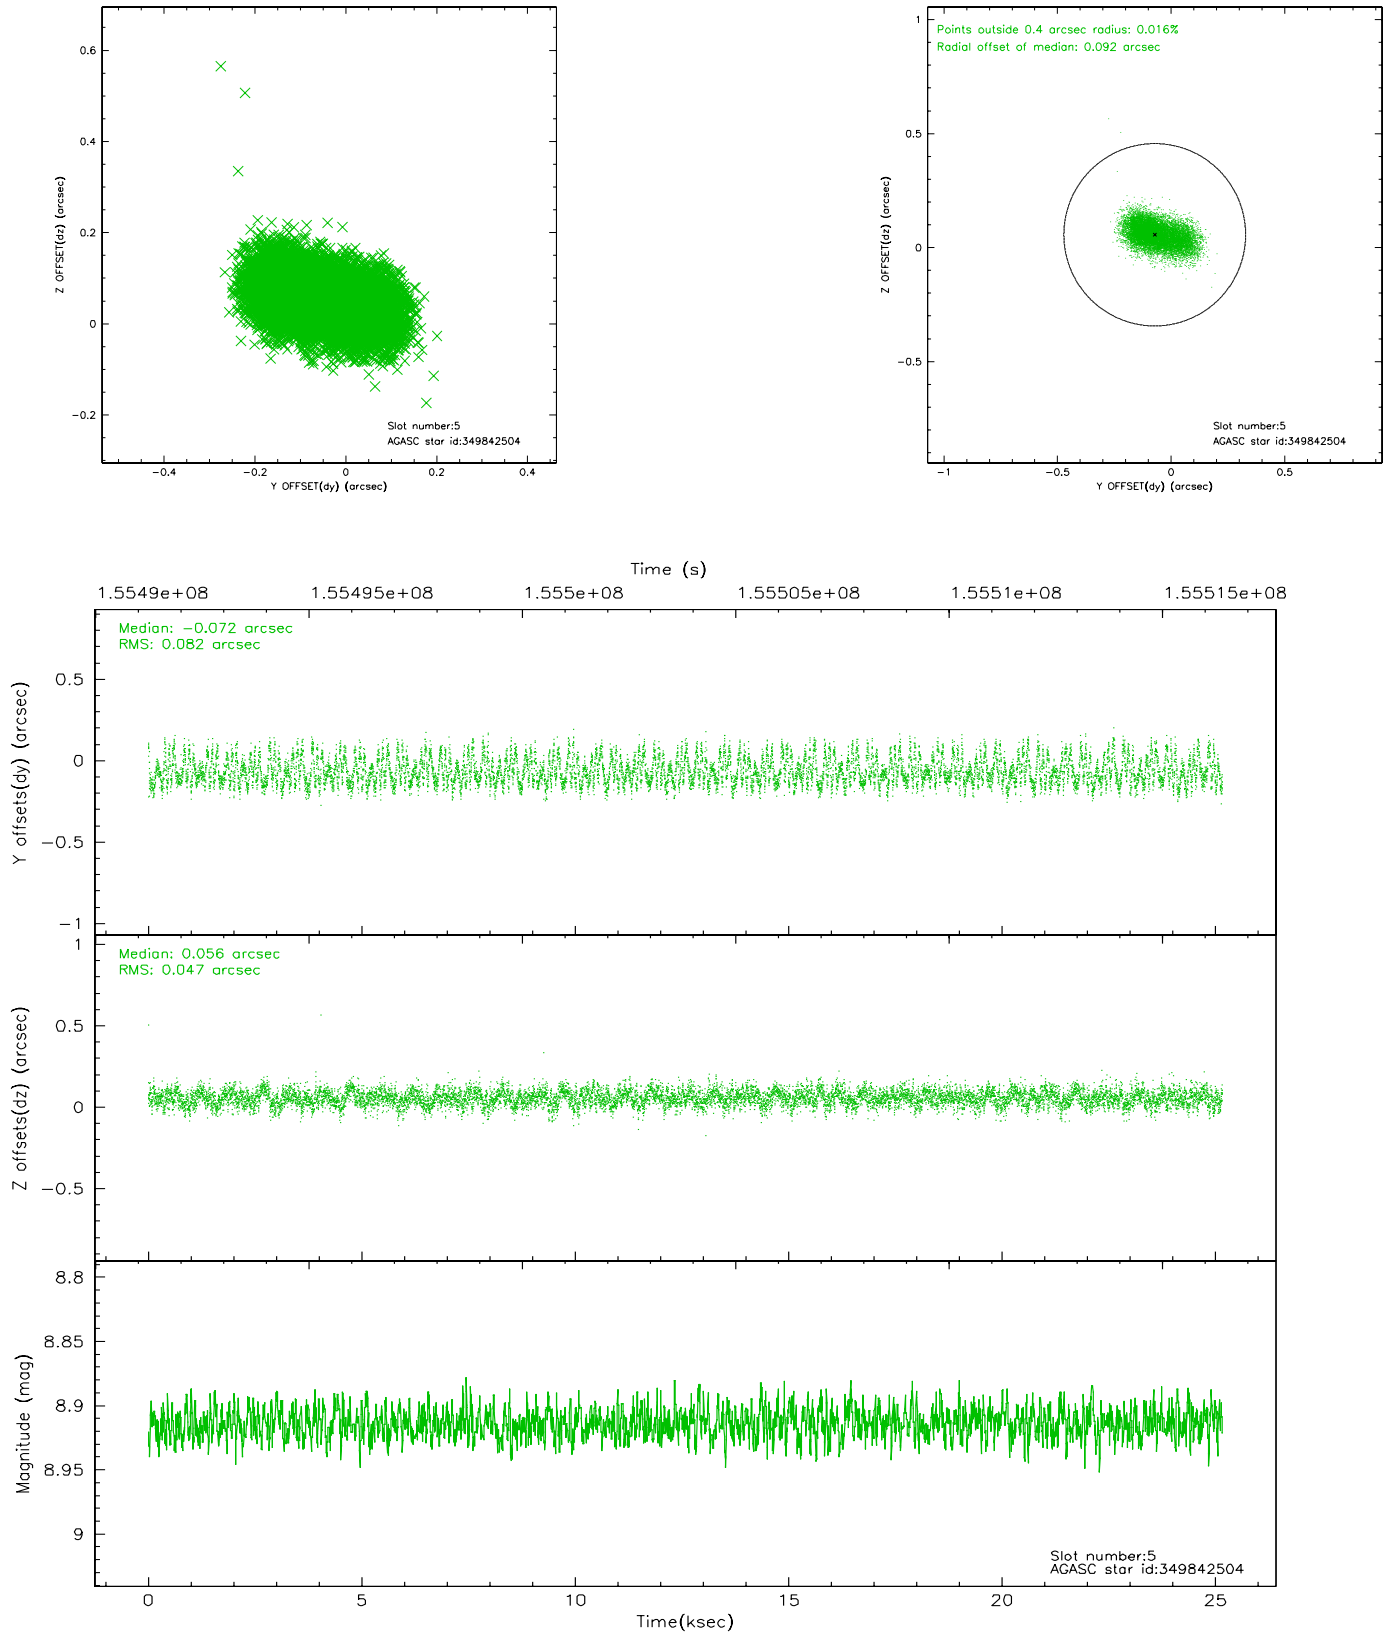 0.6
0.4
0.2
0
−0.2
Z OFFSET(dz) (arcsec)
Slot number:5
AGASC star id:349842504
−0.4 −0.2 0 0.2 0.4
Y OFFSET(dy) (arcsec)
1
0.5
0
−0.5
Z OFFSET(dz) (arcsec)
Points outside 0.4 arcsec radius: 0.016%
Radial offset of median: 0.092 arcsec
Slot number:5
AGASC star id:349842504
−1 −0.5 0 0.5
Y OFFSET(dy) (arcsec)
Time (s)
1.5549e+08 1.55495e+08 1.555e+08 1.55505e+08 1.5551e+08 1.55515e+08
Median: −0.072 arcsec
RMS: 0.082 arcsec
0.5
0
−0.5
−1
Y offsets(dy) (arcsec)
Median: 0.056 arcsec
RMS: 0.047 arcsec
1
0.5
0
−0.5
Z offsets(dz) (arcsec)
8.8
8.85
8.9
8.95
9
Magnitude (mag)
Slot number:5
AGASC star id:349842504
0 5 10 15 20 25
Time(ksec)